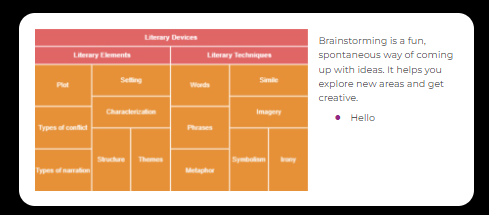 Literary Devices
Literary Elements
Literary Techniques
Plot
Setting
Words
Simile
Characterization
Imagery
Types of conflict
Phrases
Structure
Themes
Symbolism
Irony
Types of narration
Metaphor
Brainstorming is a fun,
spontaneous way of coming
up with ideas. It helps you
explore new areas and get
creative.
Hello